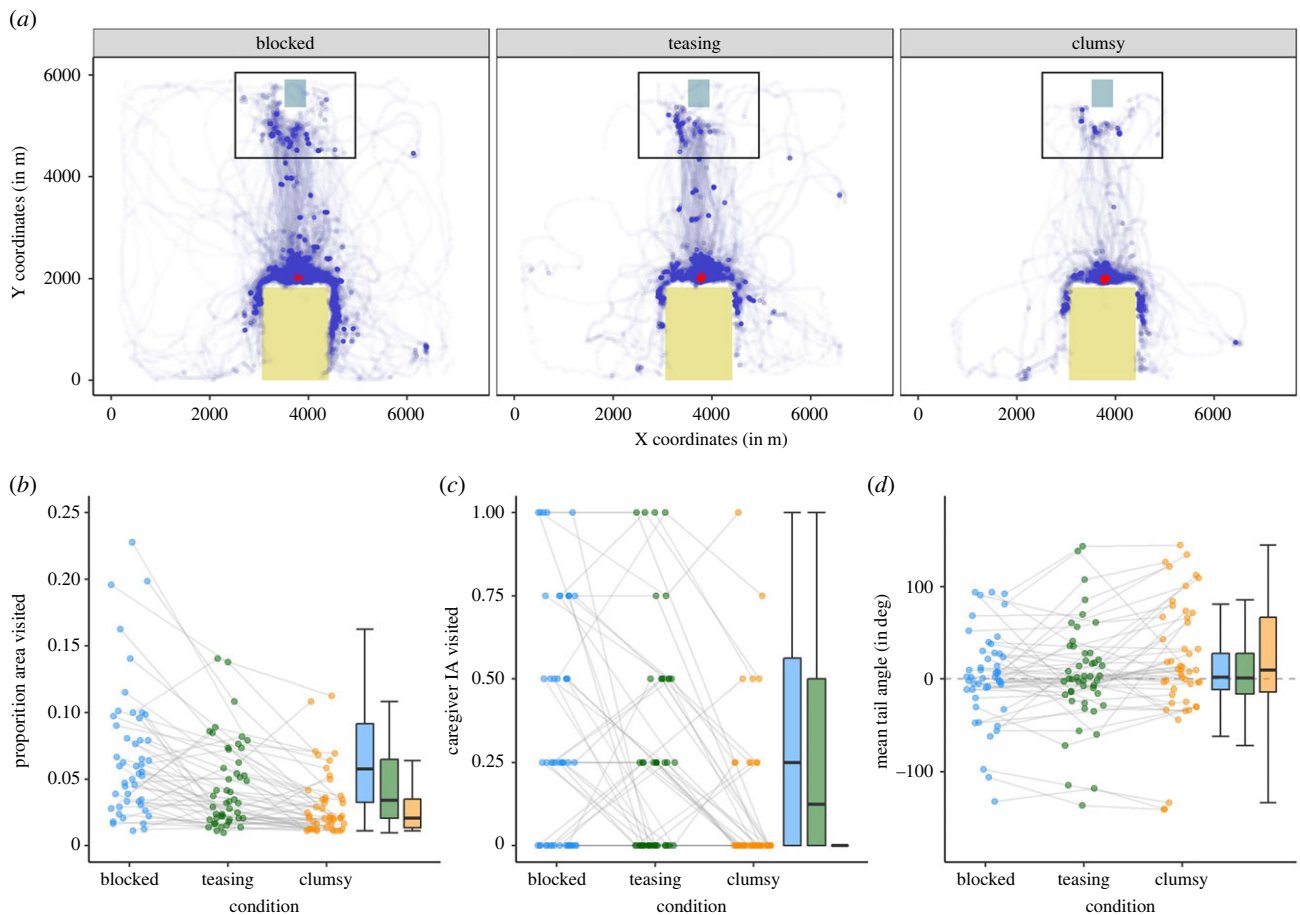 (a)
blocked teasing clumsy
6000
4000
2000
0
Y coordinates (in m)
0 2000 4000 6000 0 2000 4000 6000 0 2000 4000 6000
X coordinates (in m)
(b)
0.25
0.20
0.15
0.10
0.05
0
proportion area visited
blocked teasing clumsy
condition
(c)
1.00
0.75
0.50
0.25
0
caregiver IA visited
blocked teasing clumsy
condition
(d)
100
0
−100
mean tail angle (in deg)
blocked teasing clumsy
condition